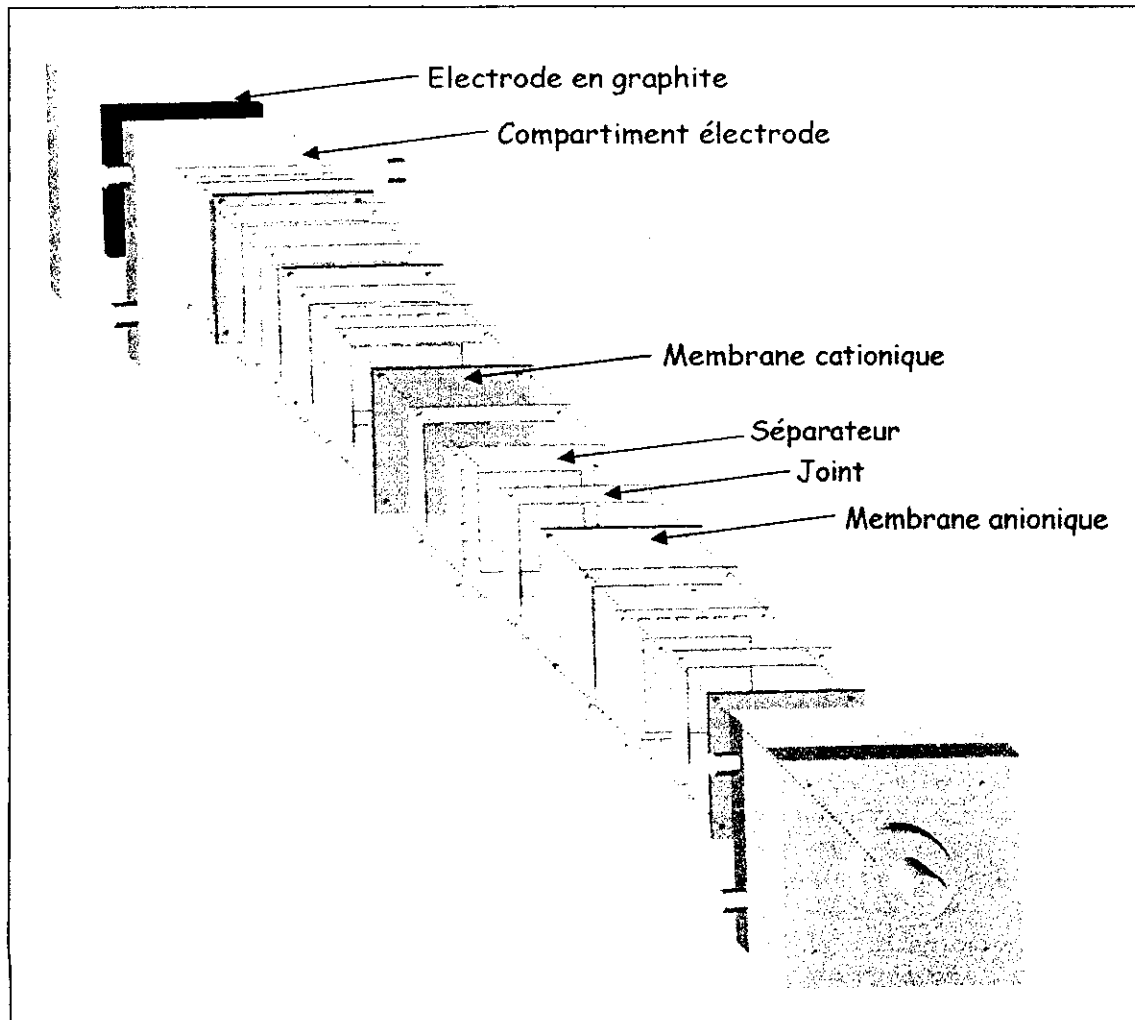 Electrode en graphite
Compartiment électrode
Membrane cationique
Séparateur
Joint
Membrane anionique